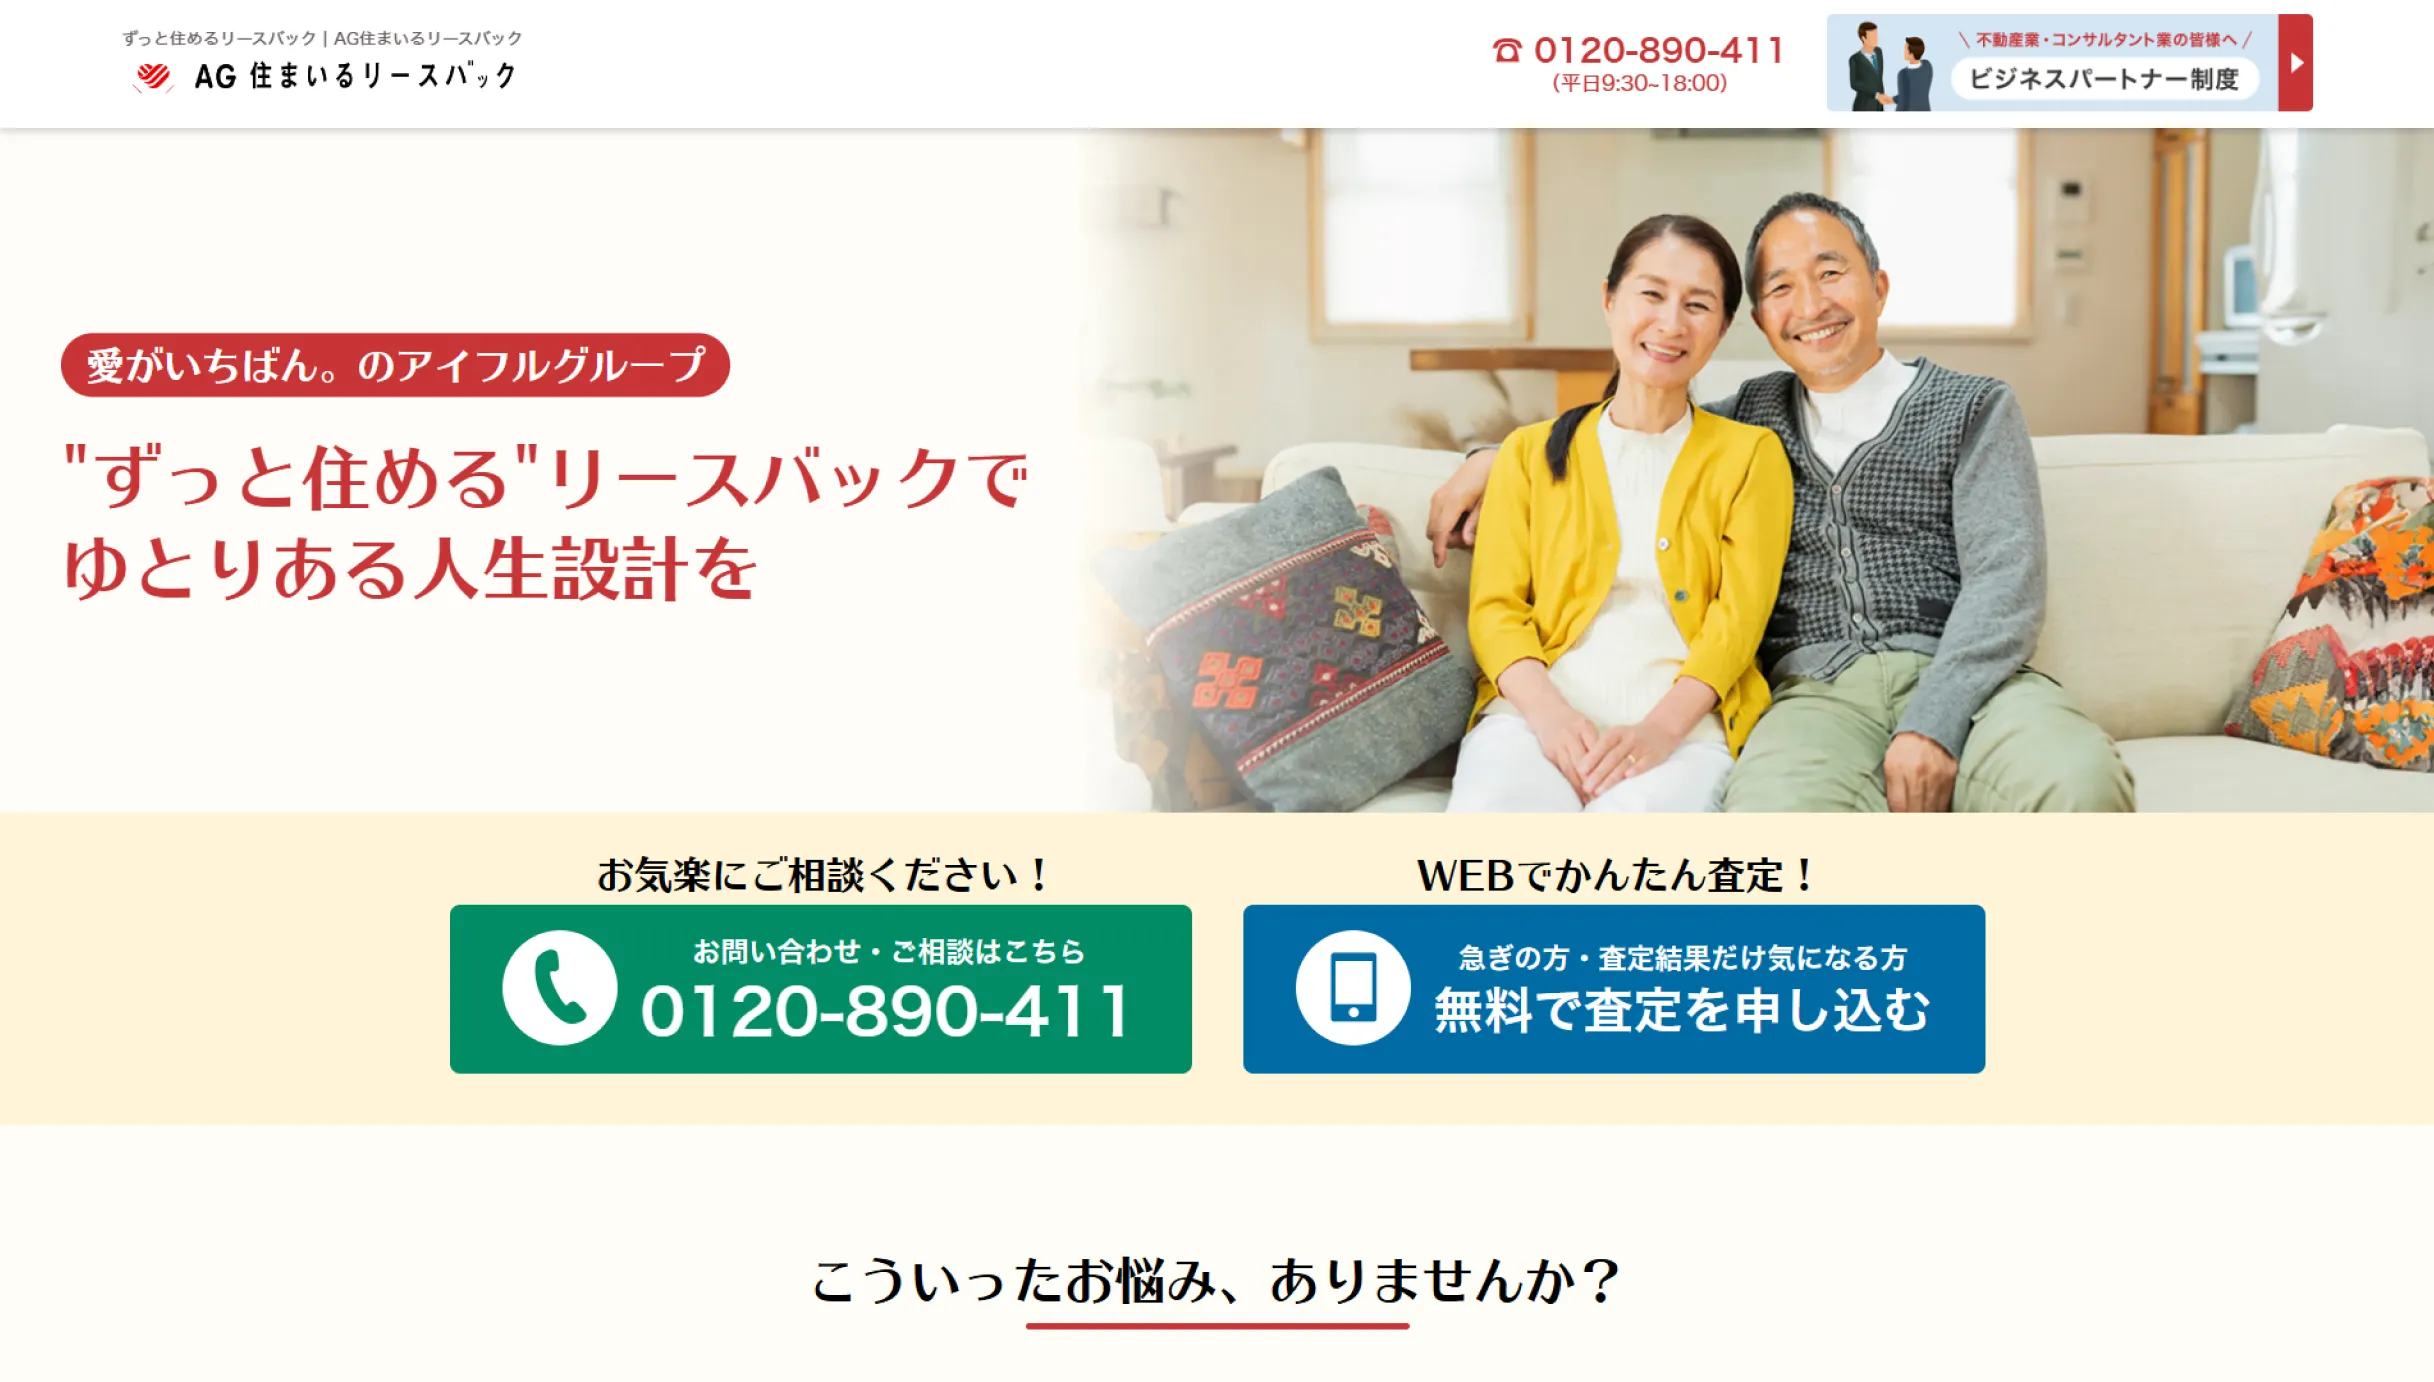 ずっと住めるリースバック | AG住まいるリースバック
AG 住まいるリースバック
0120-890-411
(平日9:30~18:00)
\ 不動産業・コンサルタント業の皆様へ /
ビジネスパートナー制度
愛がいちばん。のアイフルグループ
"ずっと住める"リースバックで
ゆとりある人生設計を
お気楽にご相談ください！
お問い合わせ・ご相談はこちら
0120-890-411
WEBでかんたん査定！
急ぎの方・査定結果だけ気になる方
無料で査定を申し込む
こういったお悩み、ありませんか？